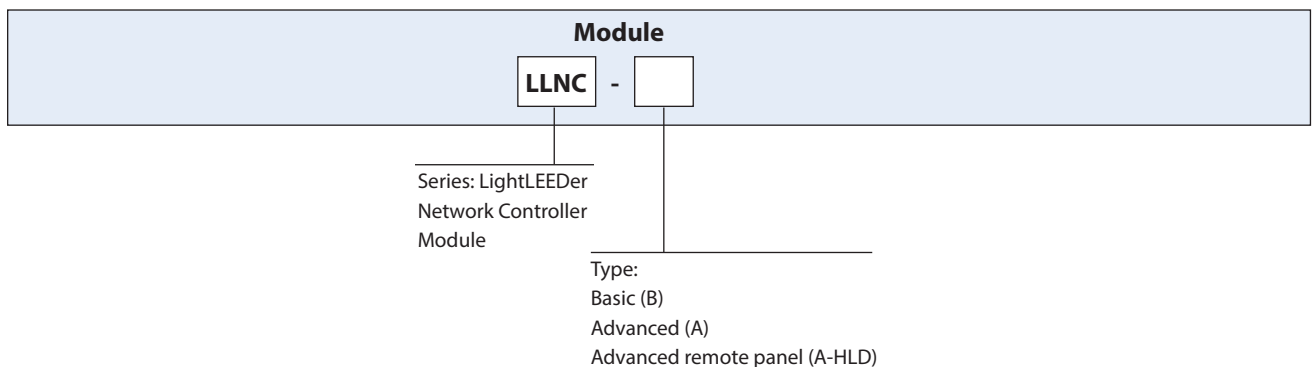 Module
LLNC -
Series: LightLEEDer
Network Controller
Module
Type:
Basic (B)
Advanced (A)
Advanced remote panel (A-HLD)